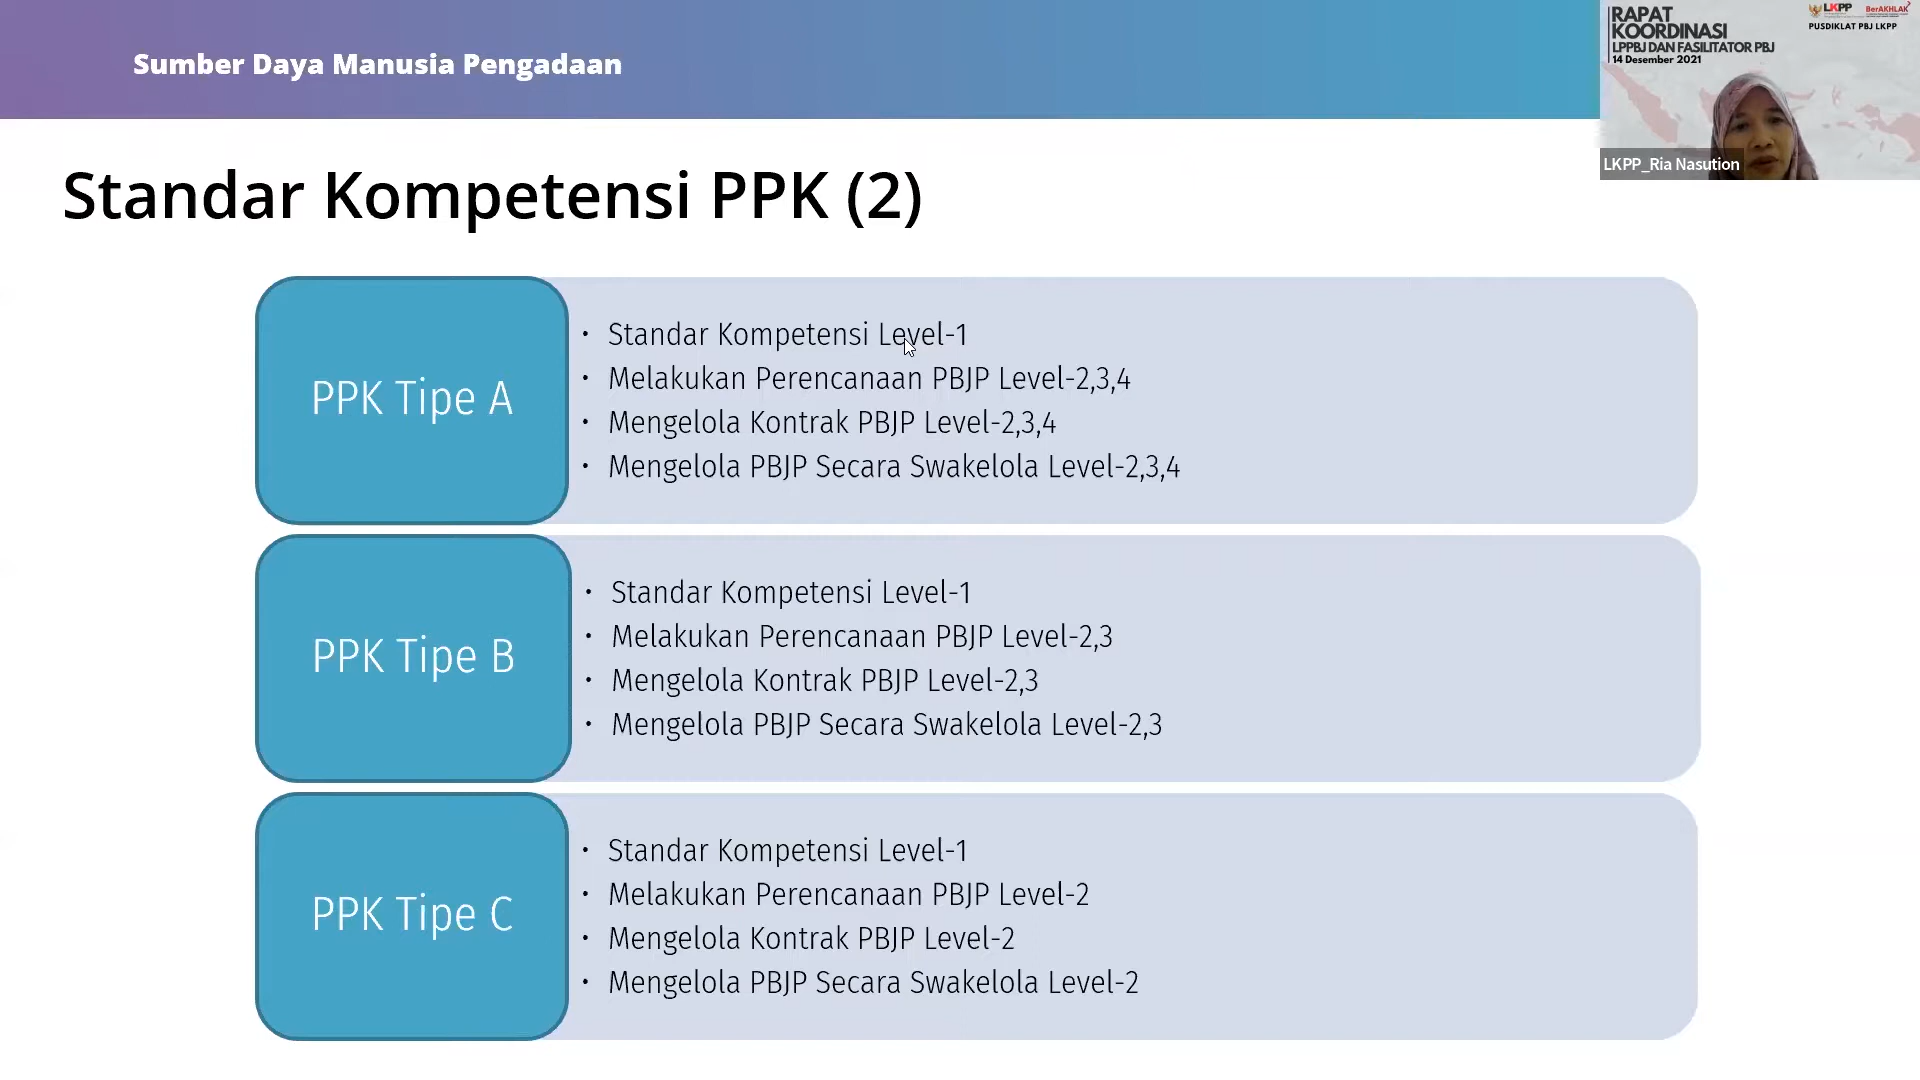 Sumber Daya Manusia Pengadaan
RAPAT
KOORDINASI
LPPBJ DAN FASILITATOR PBJ
14 Desember 2021
LKPP
BerAKHLAK
PUSDIKLAT PBJ LKPP
LKPP_Ria Nasution
Standar Kompetensi PPK (2)
PPK Tipe A
• Standar Kompetensi Level-1
• Melakukan Perencanaan PBJP Level-2,3,4
• Mengelola Kontrak PBJP Level-2,3,4
• Mengelola PBJP Secara Swakelola Level-2,3,4
PPK Tipe B
• Standar Kompetensi Level-1
• Melakukan Perencanaan PBJP Level-2,3
• Mengelola Kontrak PBJP Level-2,3
• Mengelola PBJP Secara Swakelola Level-2,3
PPK Tipe C
• Standar Kompetensi Level-1
• Melakukan Perencanaan PBJP Level-2
• Mengelola Kontrak PBJP Level-2
• Mengelola PBJP Secara Swakelola Level-2